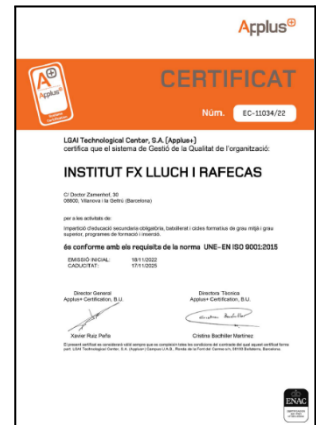 Applus+
Applus+
CERTIFICAT
Núm. EC-11034/22
LGAI Technological Center, S.A. (Applus+)
certifica que el sistema de Gestió de la Qualitat de l'organització:
INSTITUT FX LLUCH I RAFECAS
C/ Doctor Zamenhof, 30
08800, Vilanova i la Geltrú (Barcelona)
per a les activitats de:
Impartició d'educació secundària obligatòria, batxillerat i cicles formatius de grau mitjà i grau
superior, programes de formació i inserció.
és conforme amb els requisits de la norma UNE-EN ISO 9001:2015
EMISSIÓ INICIAL: 18/11/2022
CADUCITAT: 17/11/2025
Director General
Applus+ Certification, B.U.
Directora Tècnica
Applus+ Certification, B.U.
Xavier Ruiz Peña
Cristina Bachiller Martínez
ENAC